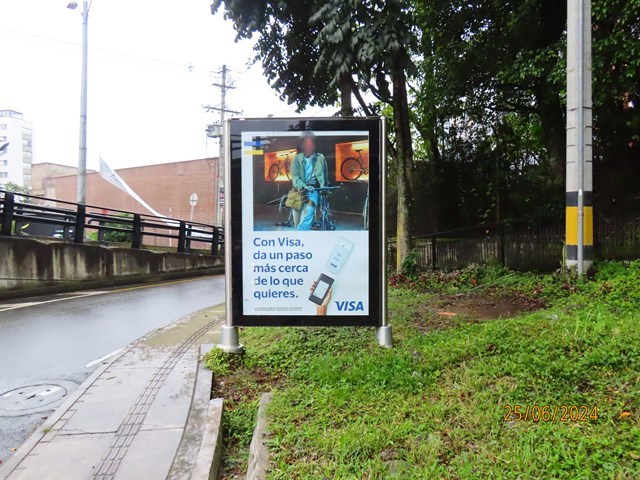 Con Visa,
da un paso
más cerca
de lo que
quieres.
VISA
25/06/2024